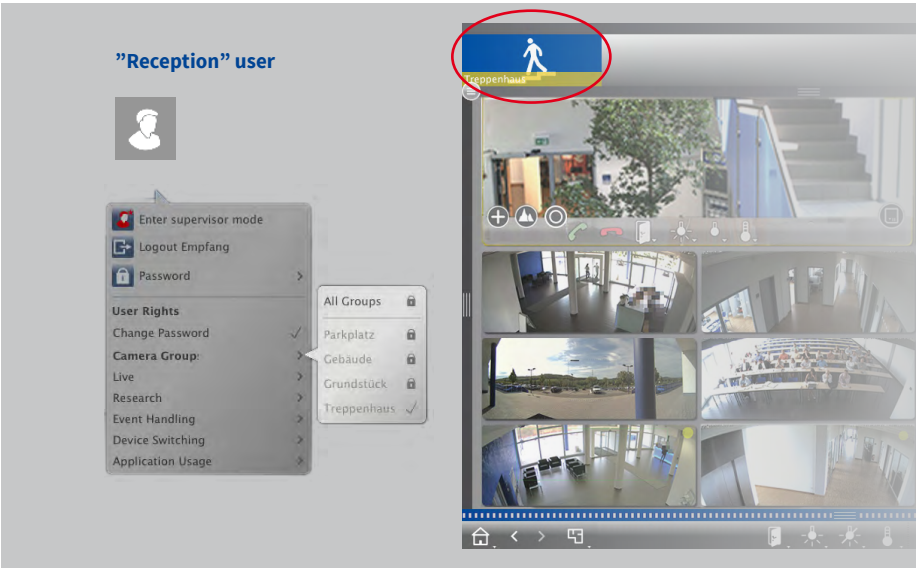 ”Reception” user
Enter supervisor mode
Logout Empfang
Password
User Rights
Change Password
Camera Group:
Live
Research
Event Handling
Device Switching
Application Usage
All Groups
Parkplatz
Gebäude
Grundstück
Treppenhaus
Treppenhaus